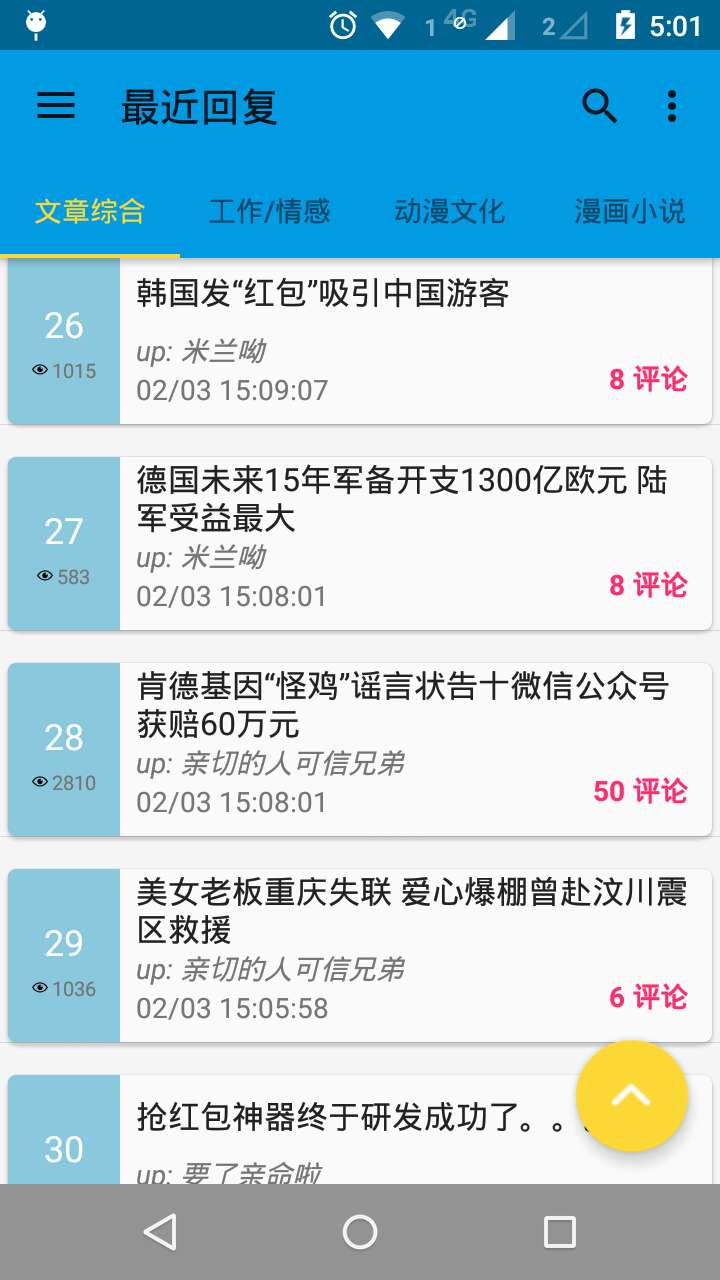 1 4G 2 5:01
最近回复
文章综合 工作/情感 动漫文化 漫画小说
26
1015
韩国发“红包”吸引中国游客
up: 米兰呦
02/03 15:09:07
8 评论
27
583
德国未来15年军备开支1300亿欧元 陆
军受益最大
up: 米兰呦
02/03 15:08:01
8 评论
28
2810
肯德基因“怪鸡”谣言状告十微信公众号
获赔60万元
up: 亲切的人可信兄弟
02/03 15:08:01
50 评论
29
1036
美女老板重庆失联 爱心爆棚曾赴汶川震
区救援
up: 亲切的人可信兄弟
02/03 15:05:58
6 评论
30
抢红包神器终于研发成功了。。。
up: 要了亲命啦